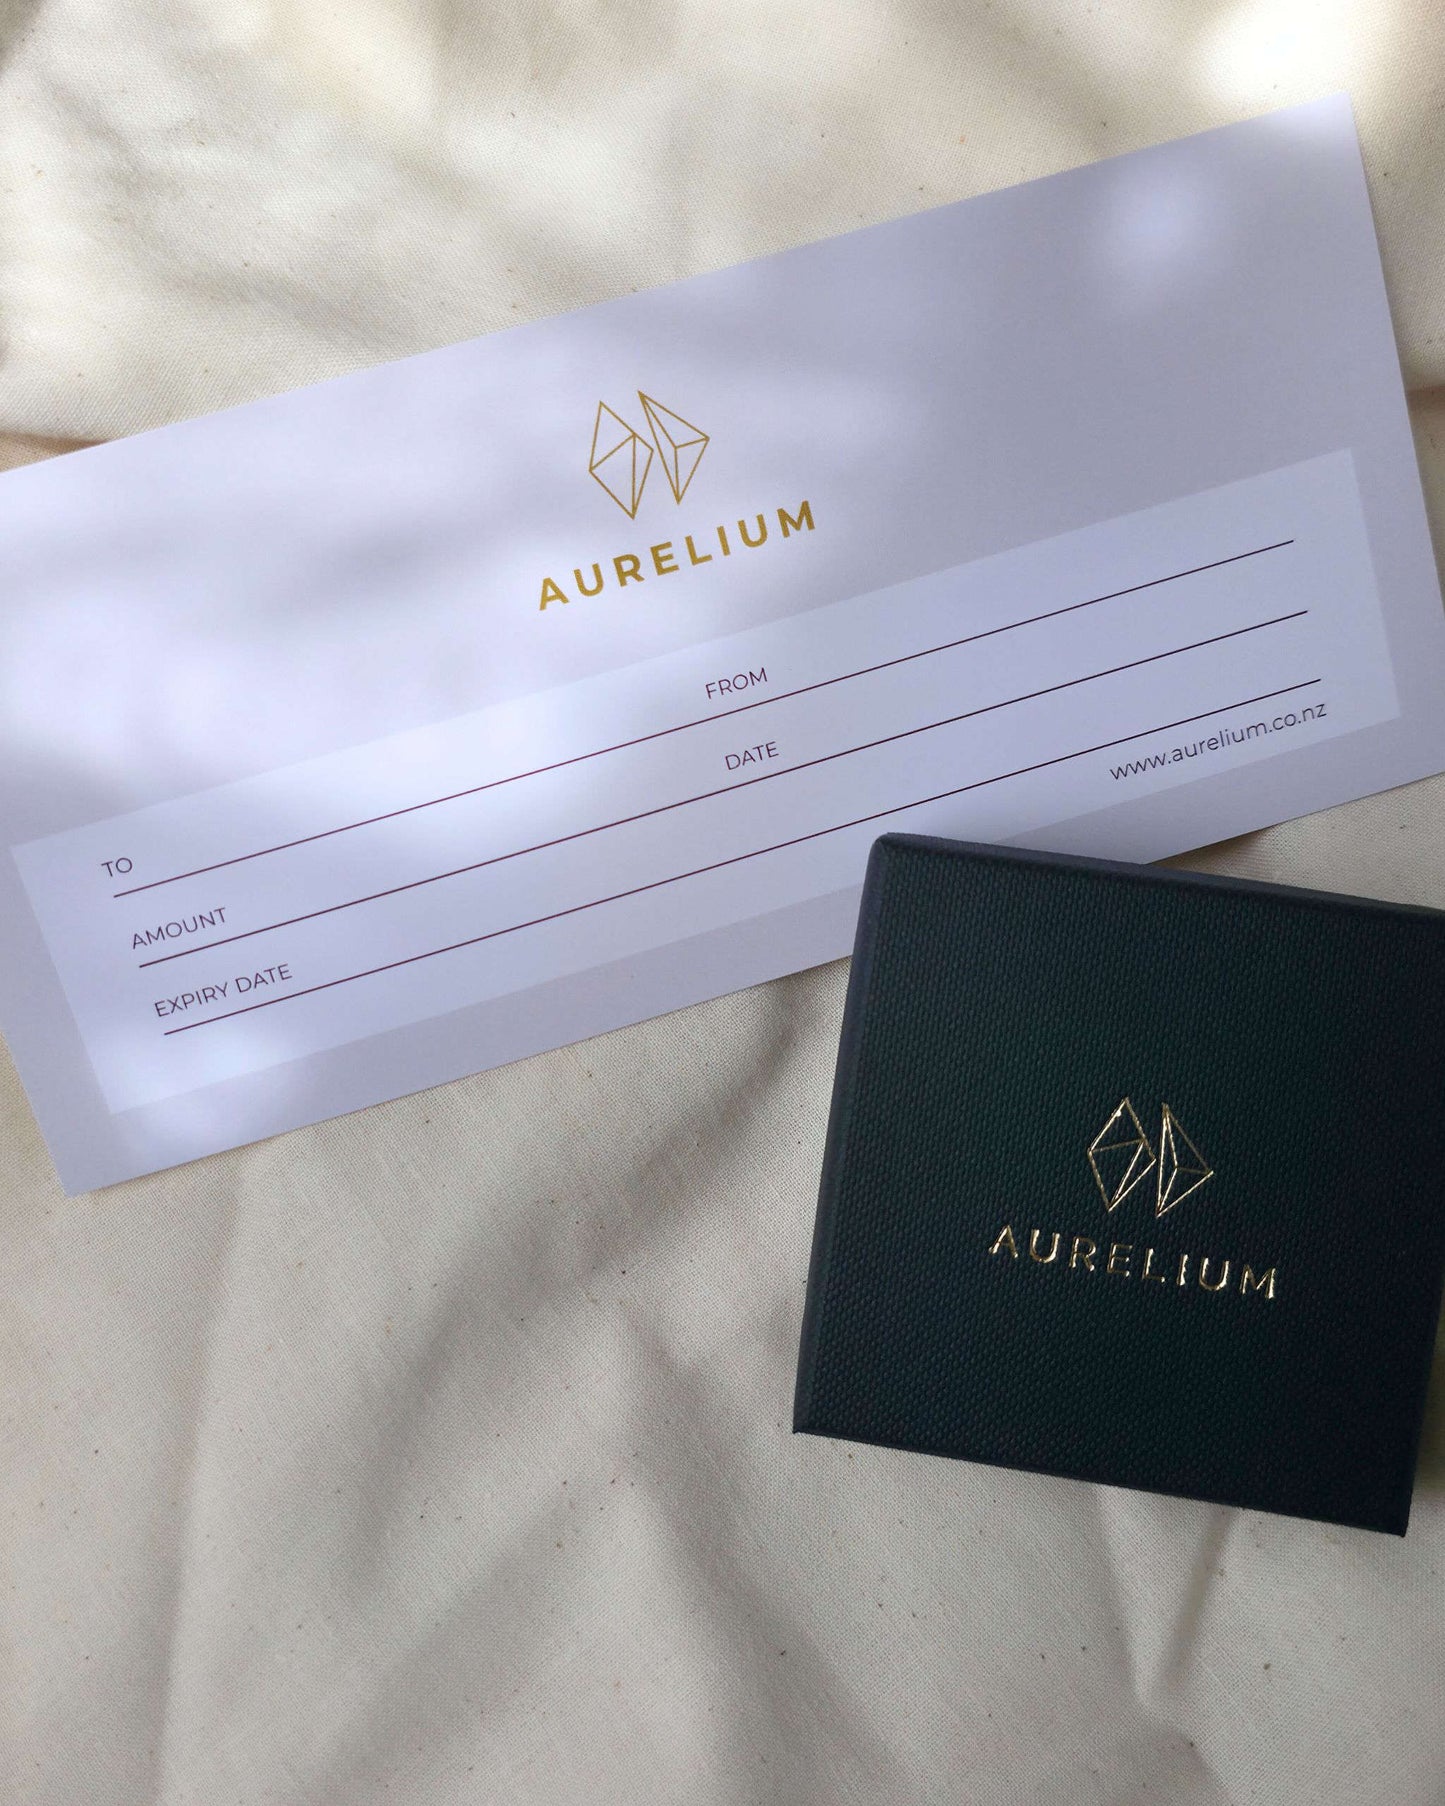 AURELIUM
TO FROM
AMOUNT DATE
EXPIRY DATE
www.aurelium.co.nz
AURELIUM